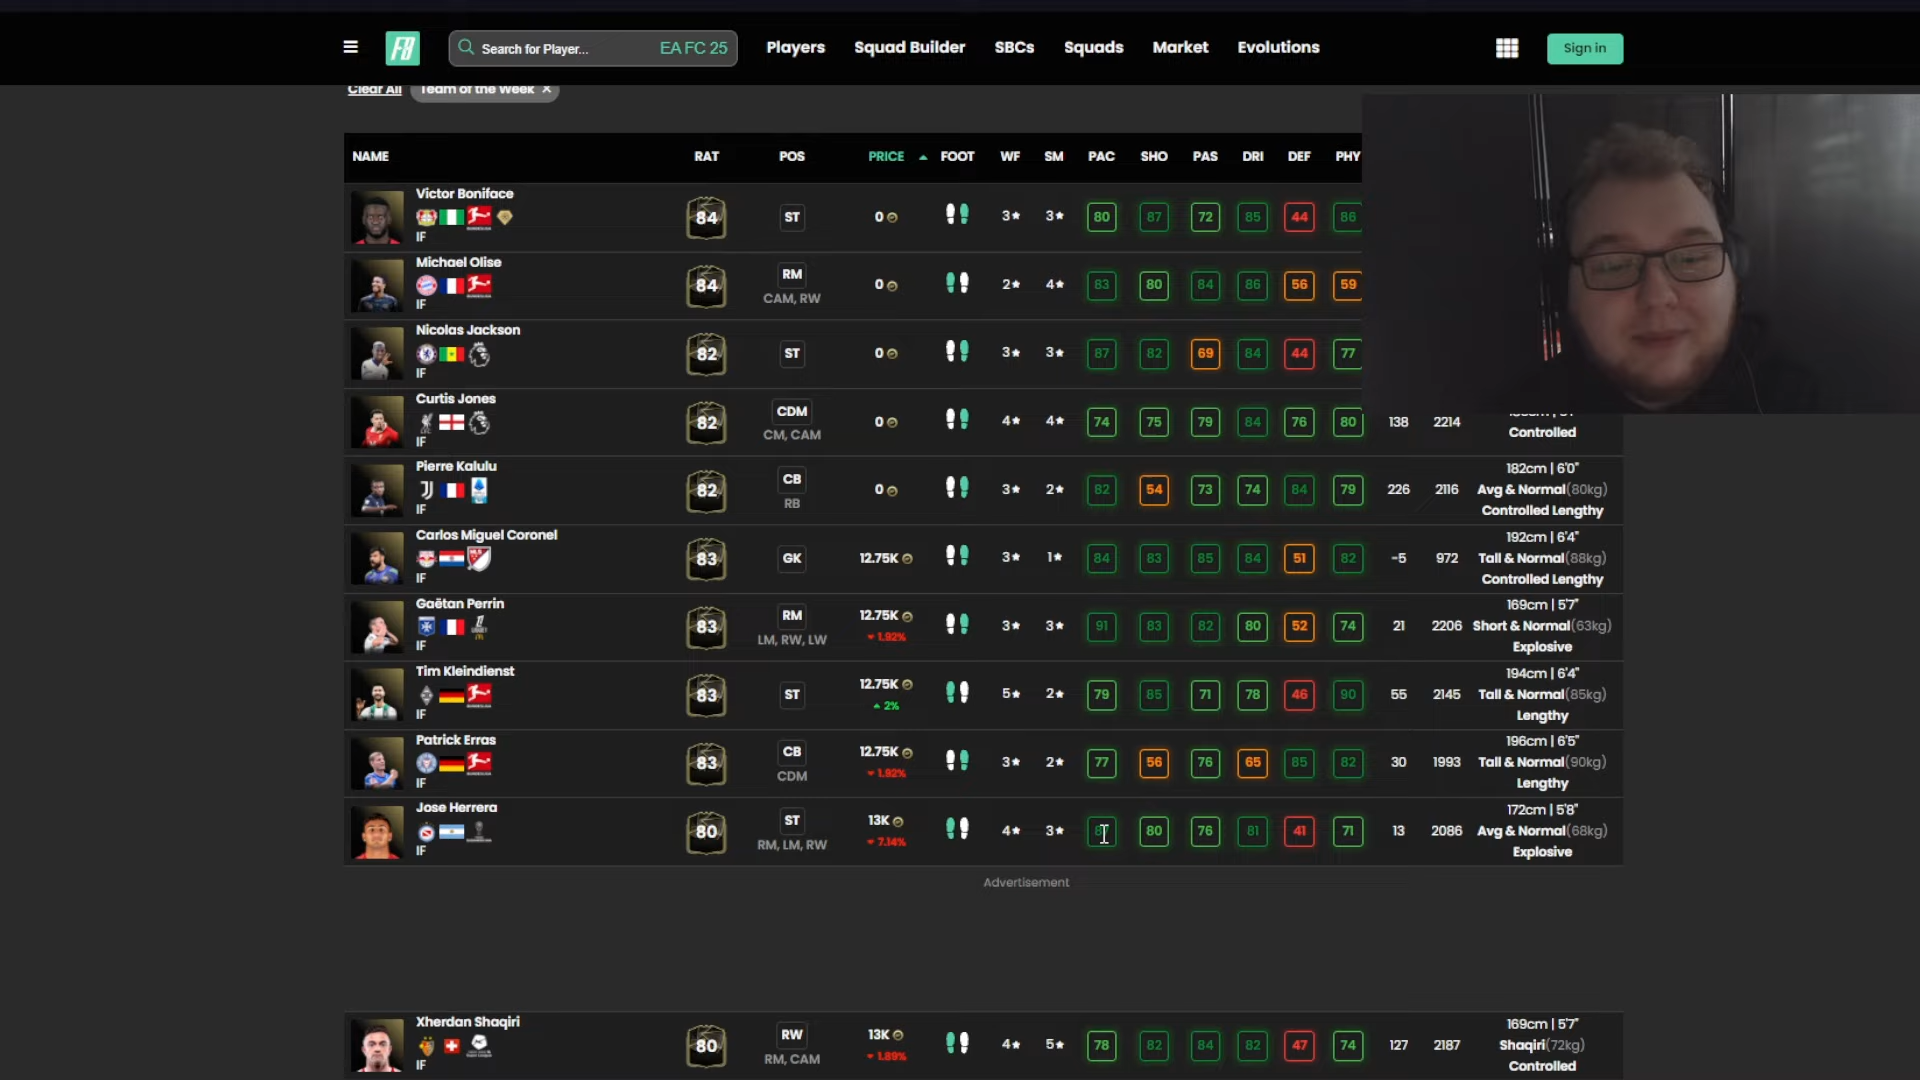 F8
Search for Player...
EA FC 25
Players
Squad Builder
SBCs
Squads
Market
Evolutions
Sign in
Clear All
Team of the Week ×
NAME RAT POS PRICE FOOT WF SM PAC SHO PAS DRI DEF PHY
Victor Boniface
IF
84 ST 0 3★ 3★ 80 87 72 85 44 86
Michael Olise
IF
84 RM 0 2★ 4★ 83 80 84 86 56 59
CAM, RW
Nicolas Jackson
IF
82 ST 0 3★ 3★ 87 82 69 84 44 77
Curtis Jones
IF
82 CDM 0 4★ 4★ 74 75 79 84 76 80 138 2214
CM, CAM
Controlled
Pierre Kalulu
IF
82 CB 0 3★ 2★ 82 54 73 74 84 79 226 2116
RB
182cm | 6'0"
Avg & Normal(80kg)
Controlled Lengthy
Carlos Miguel Coronel
IF
83 GK 12.75K 3★ 1★ 84 83 85 84 51 82 -5 972
192cm | 6'4"
Tall & Normal(88kg)
Controlled Lengthy
Gaëtan Perrin
IF
83 RM 12.75K 3★ 3★ 91 83 82 80 52 74 21 2206
LM, RW, LW
1.92%
169cm | 5'7"
Short & Normal(63kg)
Explosive
Tim Kleindienst
IF
83 ST 12.75K 5★ 2★ 79 85 71 78 46 90 55 2145
2%
194cm | 6'4"
Tall & Normal(85kg)
Lengthy
Patrick Erras
IF
83 CB 12.75K 3★ 2★ 77 56 76 65 85 82 30 1993
CDM
1.92%
196cm | 6'5"
Tall & Normal(90kg)
Lengthy
Jose Herrera
IF
80 ST 13K 4★ 3★ 80 76 81 41 71 13 2086
RM, LM, RW
7.14%
172cm | 5'8"
Avg & Normal(68kg)
Explosive
Advertisement
Xherdan Shaqiri
IF
80 RW 13K 4★ 5★ 78 82 84 82 47 74 127 2187
RM, CAM
1.89%
169cm | 5'7"
Shaqiri(72kg)
Controlled